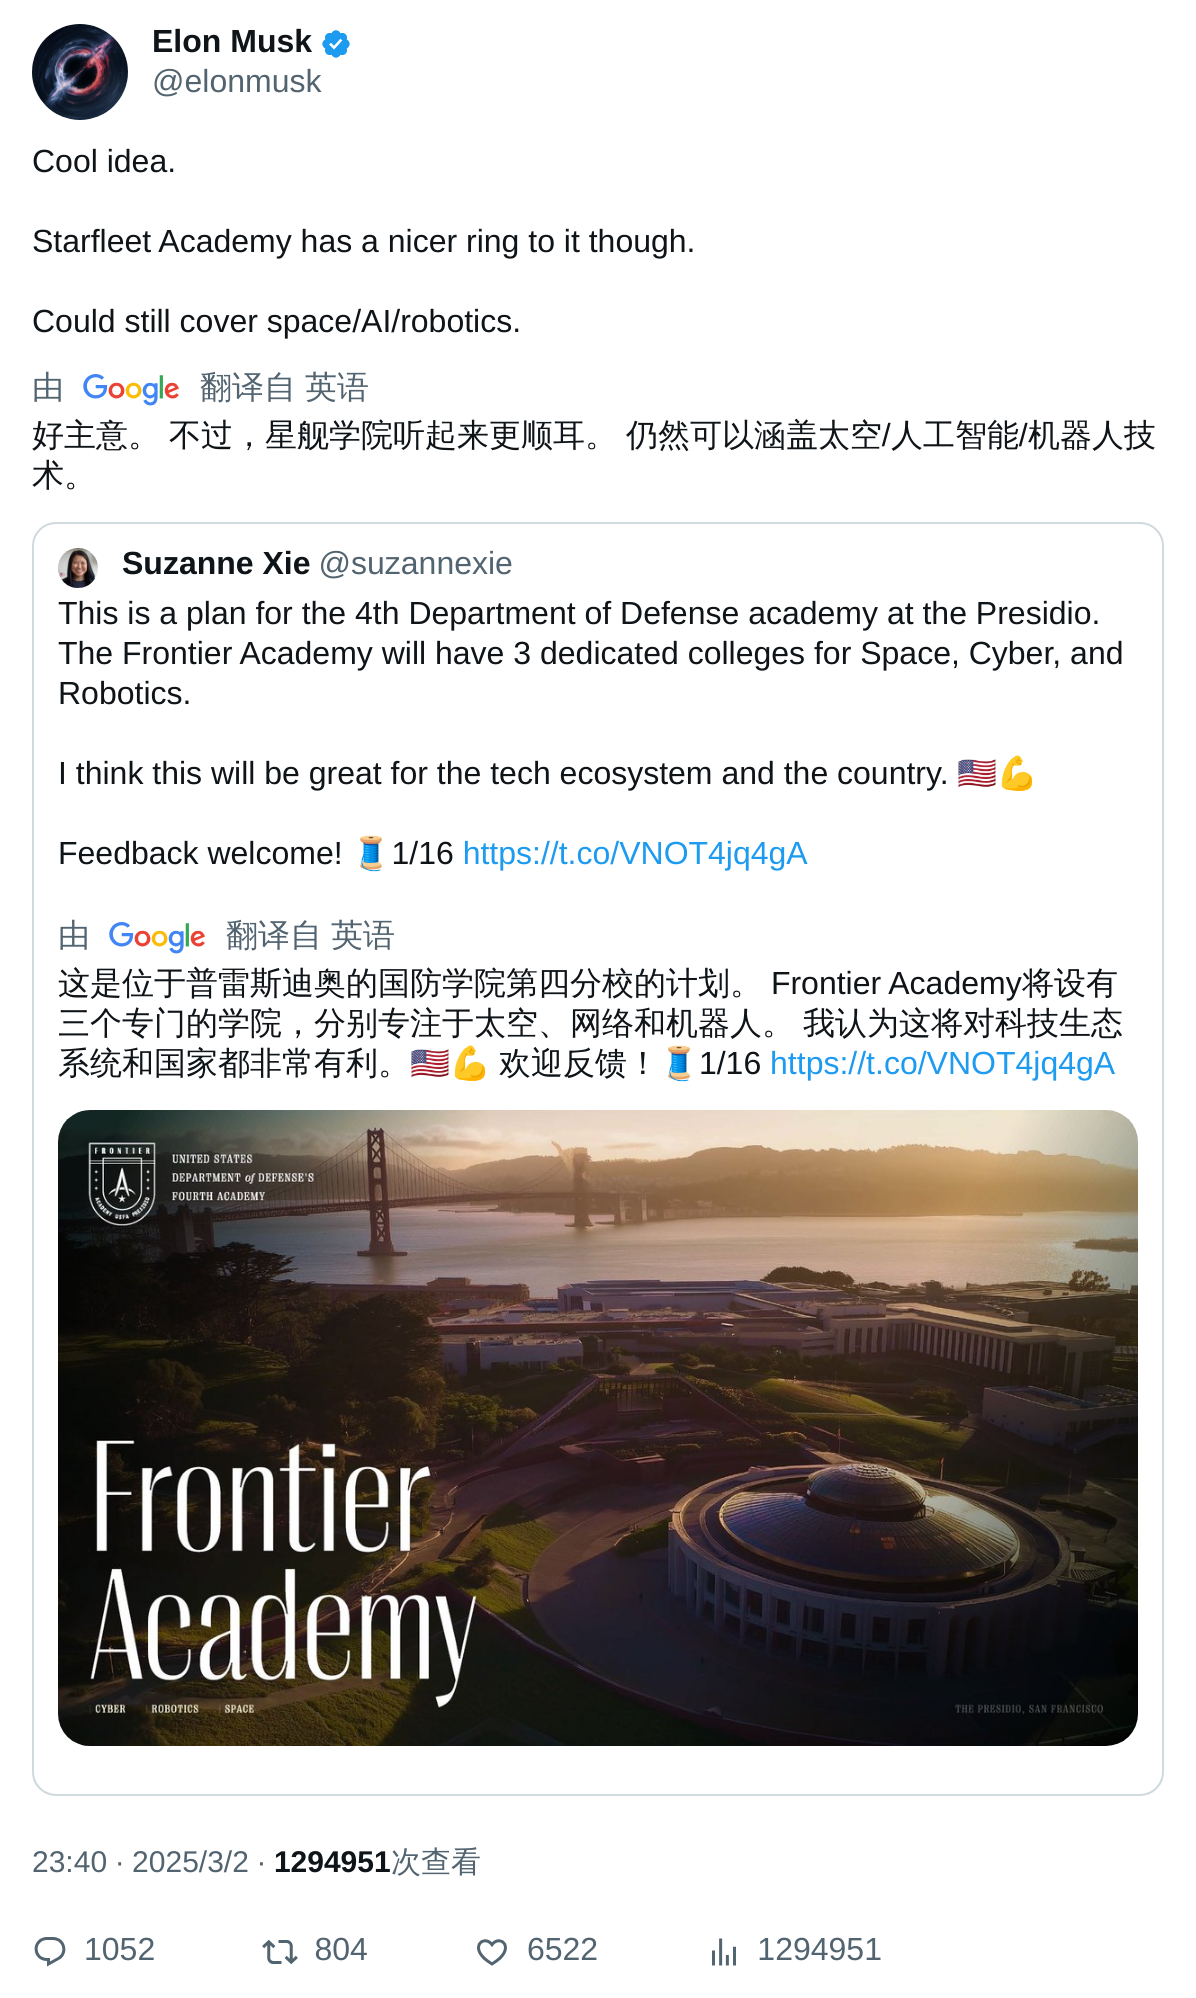 Elon Musk
@elonmusk
Cool idea.
Starfleet Academy has a nicer ring to it though.
Could still cover space/AI/robotics.
由 Google 翻译自 英语
好主意。 不过，星舰学院听起来更顺耳。 仍然可以涵盖太空/人工智能/机器人技
术。
Suzanne Xie @suzannexie
This is a plan for the 4th Department of Defense academy at the Presidio.
The Frontier Academy will have 3 dedicated colleges for Space, Cyber, and
Robotics.
I think this will be great for the tech ecosystem and the country. 🇺🇸💪
Feedback welcome! 🧵1/16 https://t.co/VNOT4jq4gA
由 Google 翻译自 英语
这是位于普雷斯迪奥的国防学院第四分校的计划。 Frontier Academy将设有
三个专门的学院，分别专注于太空、网络和机器人。 我认为这将对科技生态
系统和国家都非常有利。🇺🇸💪 欢迎反馈！🧵1/16 https://t.co/VNOT4jq4gA
FRONTIER
UNITED STATES
DEPARTMENT of DEFENSE'S
FOURTH ACADEMY
Frontier
Academy
CYBER ROBOTICS SPACE
THE PRESIDIO, SAN FRANCISCO
23:40 · 2025/3/2 · 1294951次查看
1052 804 6522 1294951